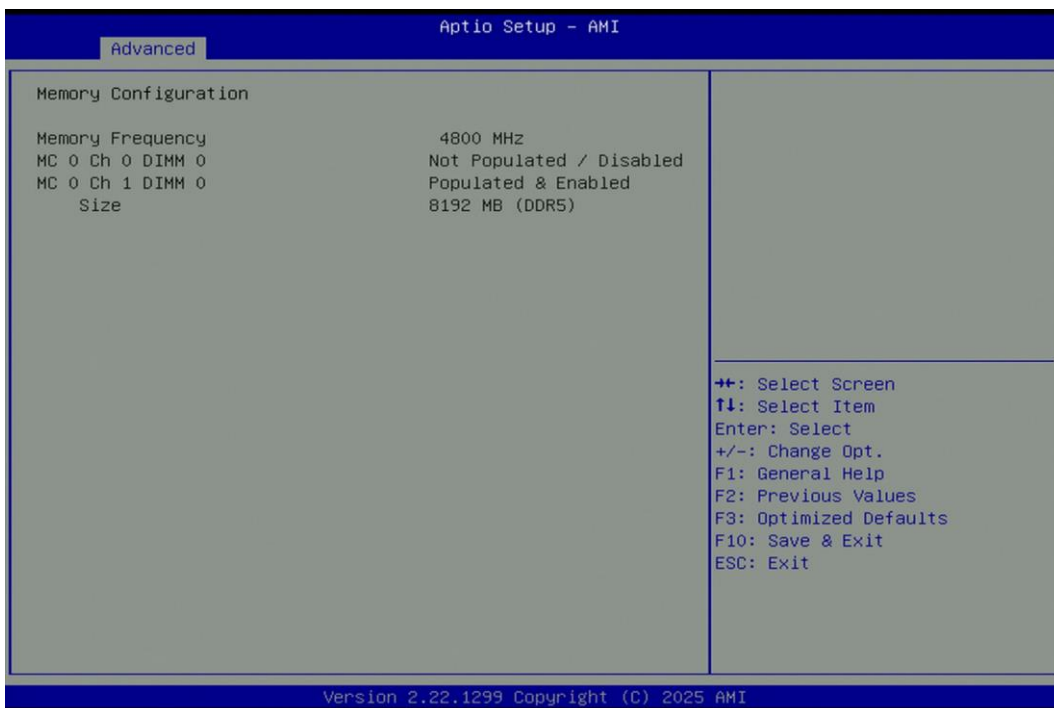 Aptio Setup – AMI
Advanced
Memory Configuration
Memory Frequency 4800 MHz
MC 0 Ch 0 DIMM 0 Not Populated / Disabled
MC 0 Ch 1 DIMM 0 Populated & Enabled
Size 8192 MB (DDR5)
→←: Select Screen
↑↓: Select Item
Enter: Select
+/-: Change Opt.
F1: General Help
F2: Previous Values
F3: Optimized Defaults
F10: Save & Exit
ESC: Exit
Version 2.22.1299 Copyright (C) 2025 AMI